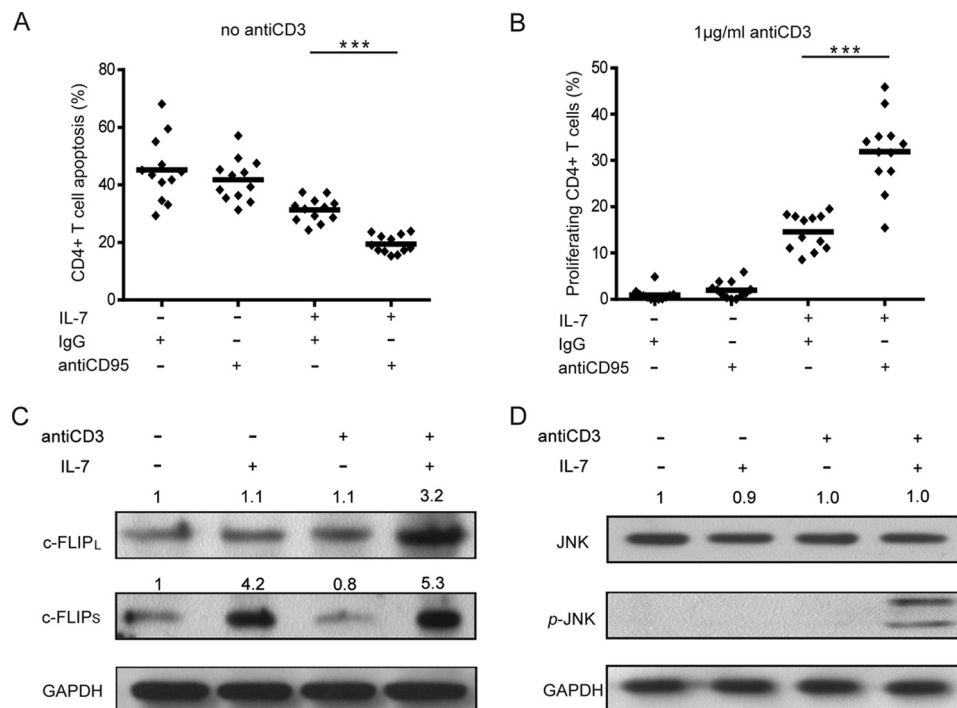 A
no antiCD3
***
CD4+ T cell apoptosis (%)
80
60
40
20
0
IL-7 – – + +
IgG + – + –
antiCD95 – + – +
B
1µg/ml antiCD3
***
Proliferating CD4+ T cells (%)
50
40
30
20
10
0
IL-7 – – + +
IgG + – + –
antiCD95 – + – +
C
antiCD3 – – + +
IL-7 – + – +
1 1.1 1.1 3.2
c-FLIPL
1 4.2 0.8 5.3
c-FLIPS
GAPDH
D
antiCD3 – – + +
IL-7 – + – +
1 0.9 1.0 1.0
JNK
p-JNK
GAPDH